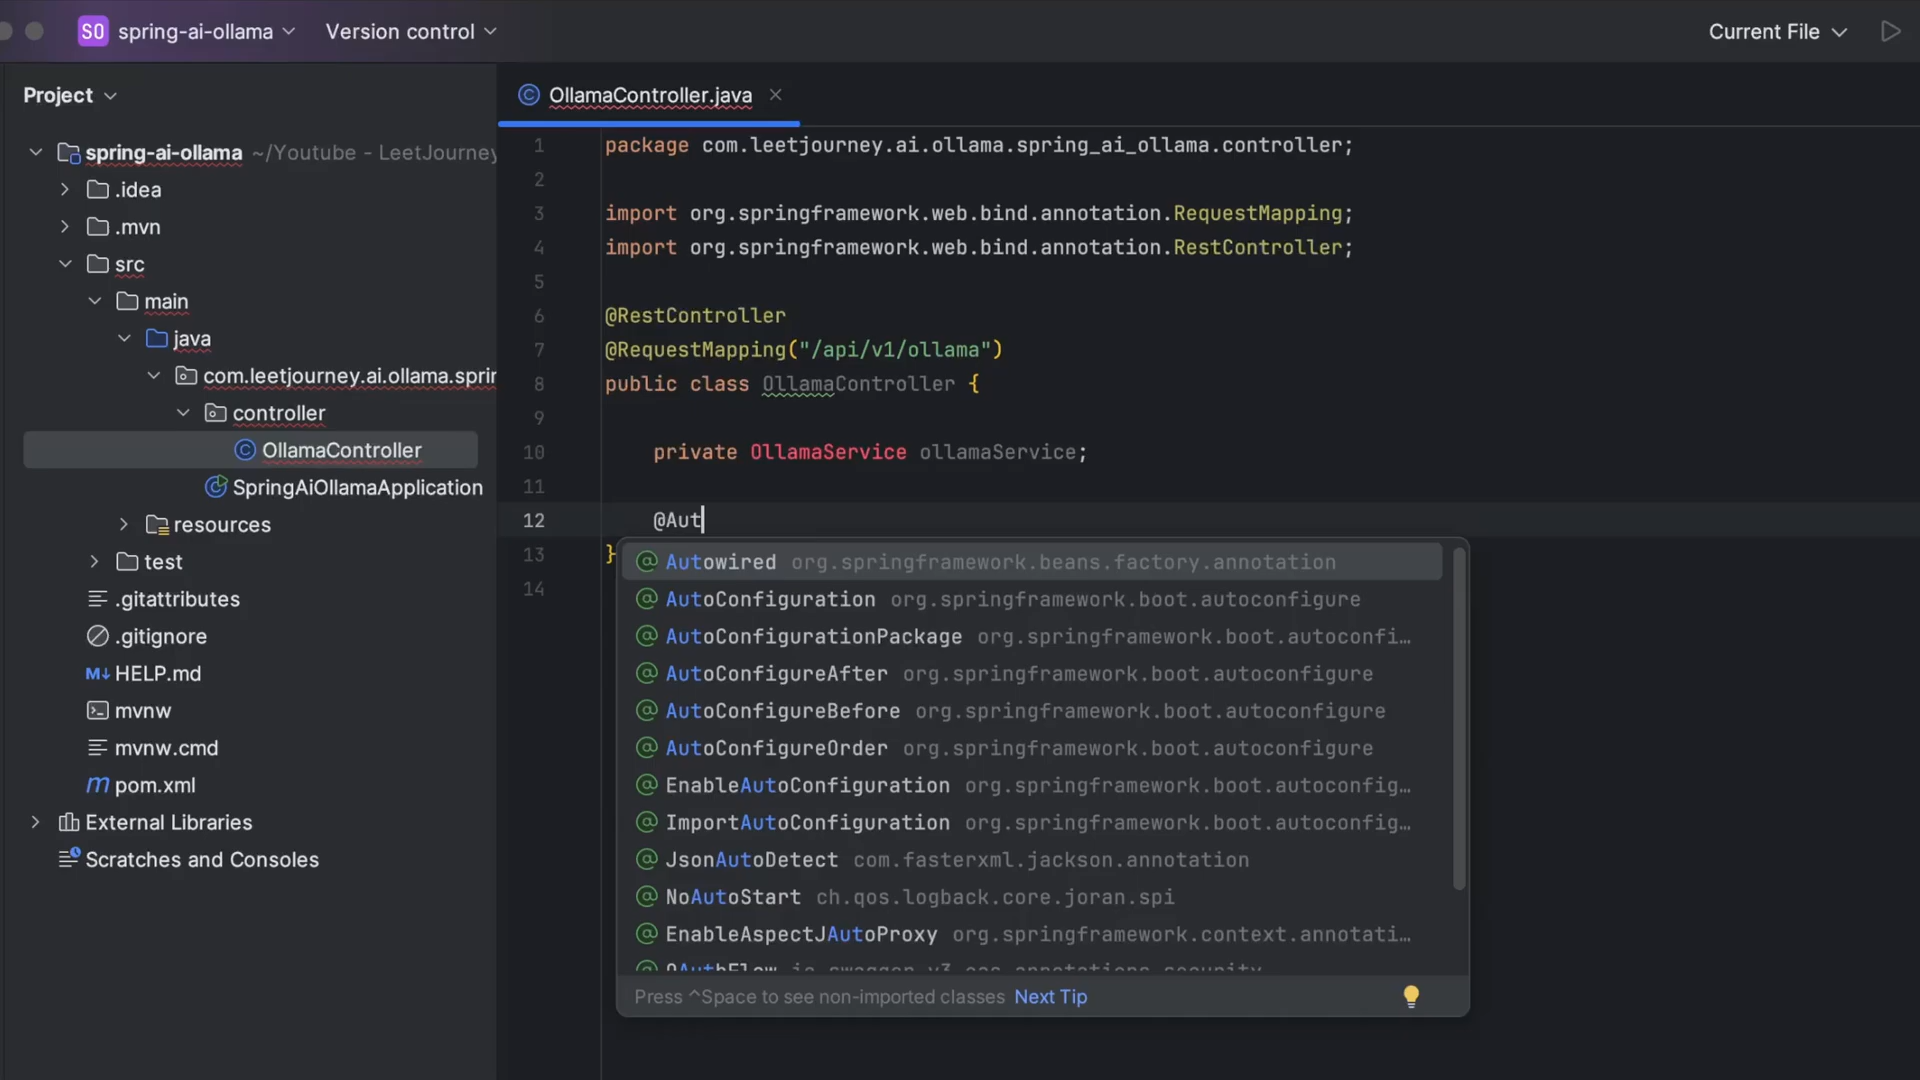 SO spring-ai-ollama Version control Current File
Project
OllamaController.java
spring-ai-ollama ~/Youtube - LeetJourney
.idea
.mvn
src
main
java
com.leetjourney.ai.ollama.sprin
controller
OllamaController
SpringAiOllamaApplication
resources
test
.gitattributes
.gitignore
M↓ HELP.md
mvnw
mvnw.cmd
m pom.xml
External Libraries
Scratches and Consoles
1 package com.leetjourney.ai.ollama.spring_ai_ollama.controller;
2
3 import org.springframework.web.bind.annotation.RequestMapping;
4 import org.springframework.web.bind.annotation.RestController;
5
6 @RestController
7 @RequestMapping("/api/v1/ollama")
8 public class OllamaController {
9
10 private OllamaService ollamaService;
11
12 @Aut
13 }
14
@ Autowired org.springframework.beans.factory.annotation
@ AutoConfiguration org.springframework.boot.autoconfigure
@ AutoConfigurationPackage org.springframework.boot.autoconfi…
@ AutoConfigureAfter org.springframework.boot.autoconfigure
@ AutoConfigureBefore org.springframework.boot.autoconfigure
@ AutoConfigureOrder org.springframework.boot.autoconfigure
@ EnableAutoConfiguration org.springframework.boot.autoconfig…
@ ImportAutoConfiguration org.springframework.boot.autoconfig…
@ JsonAutoDetect com.fasterxml.jackson.annotation
@ NoAutoStart ch.qos.logback.core.joran.spi
@ EnableAspectJAutoProxy org.springframework.context.annotati…
@ OAuthFlow io.swagger.v3.oas.annotations.security
Press ^Space to see non-imported classes Next Tip